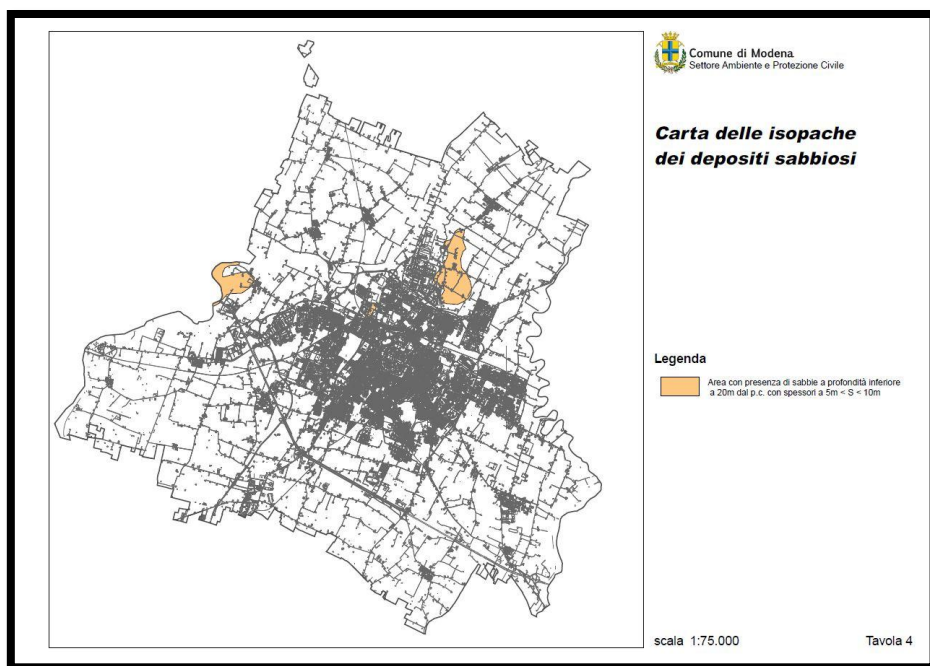 Comune di Modena
Settore Ambiente e Protezione Civile
Carta delle isopache
dei depositi sabbiosi
Legenda
Area con presenza di sabbie a profondità inferiore
a 20m dal p.c. con spessori a 5m < S < 10m
scala 1:75.000
Tavola 4